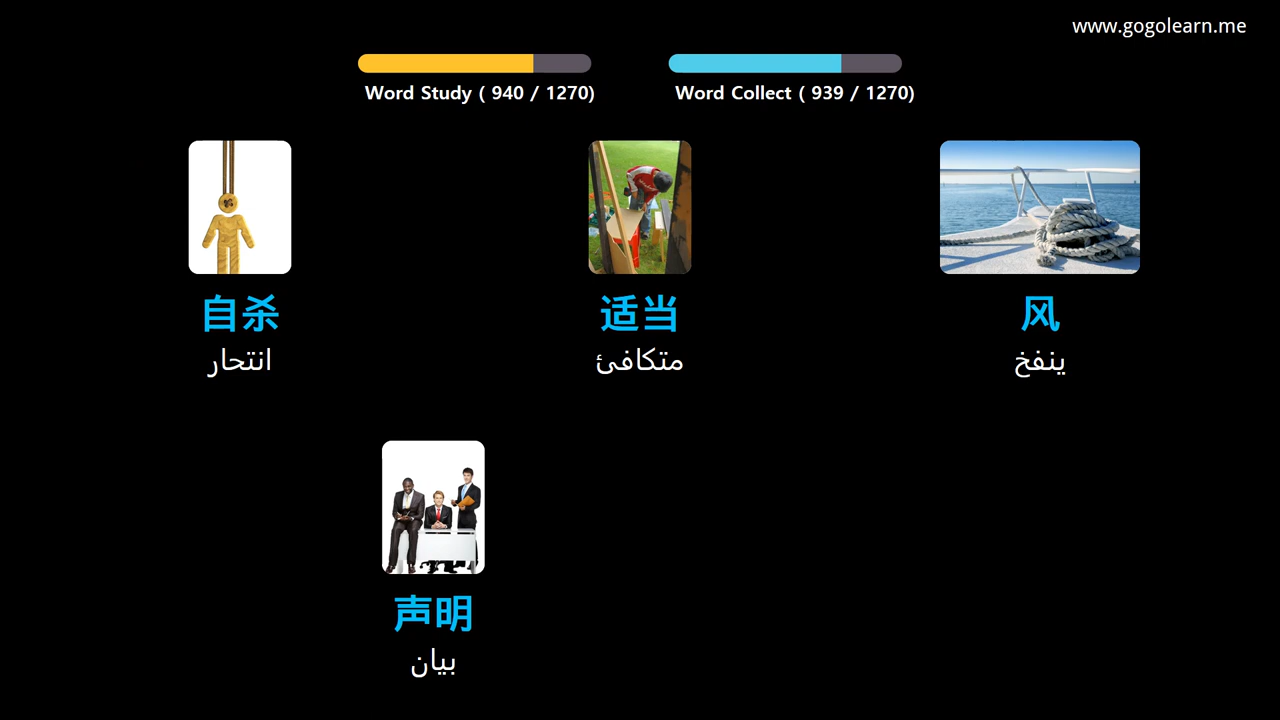 www.gogolearn.me
Word Study ( 940 / 1270)
Word Collect ( 939 / 1270)
自杀
انتحار
适当
متكافئ
风
ينفخ
声明
بيان